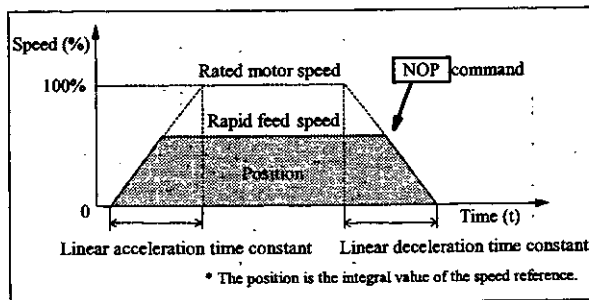 Speed (%)
Rated motor speed
NOP command
100%
Rapid feed speed
Position
0
Time (t)
Linear acceleration time constant
Linear deceleration time constant
* The position is the integral value of the speed reference.